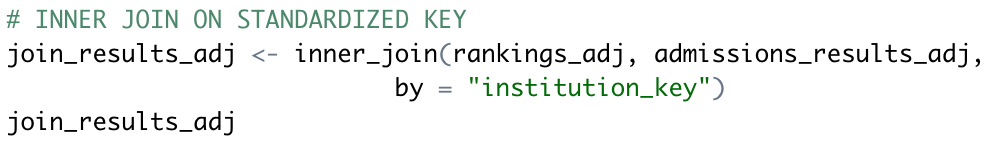 # INNER JOIN ON STANDARDIZED KEY
join_results_adj <- inner_join(rankings_adj, admissions_results_adj,
                               by = "institution_key")
join_results_adj